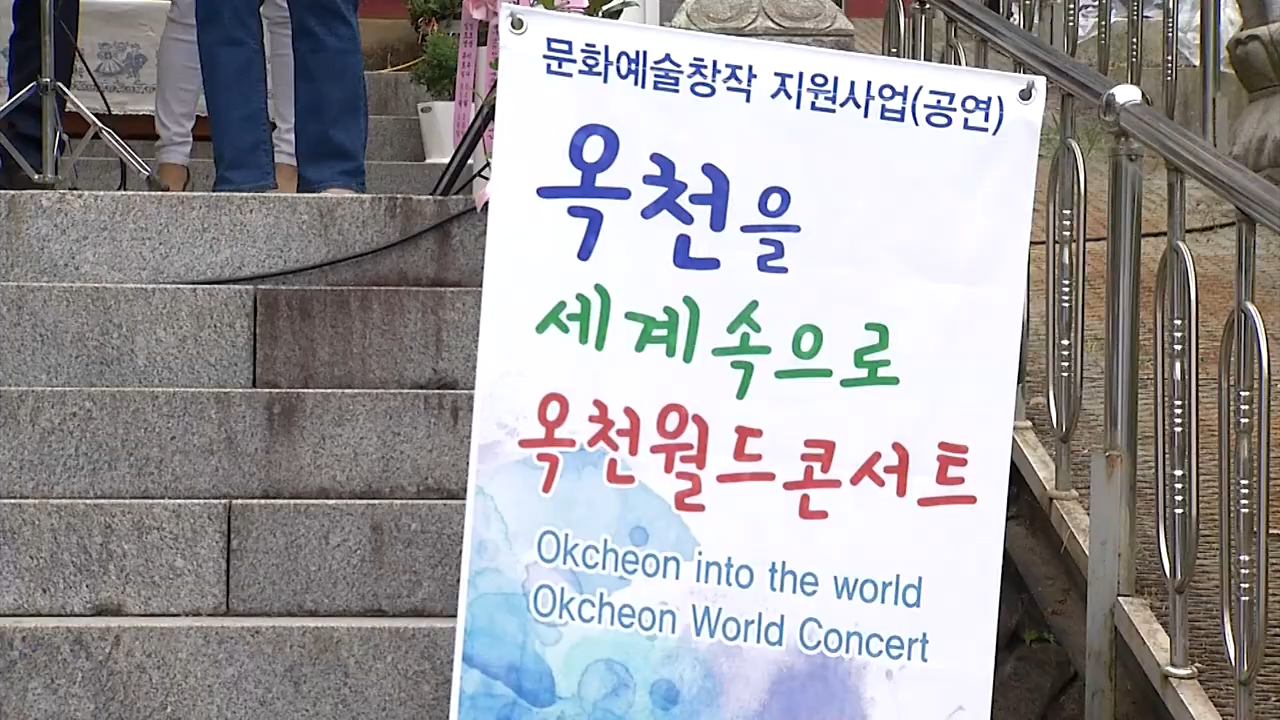 문화예술창작 지원사업(공연)
옥천을
세계속으로
옥천월드콘서트
Okcheon into the world
Okcheon World Concert